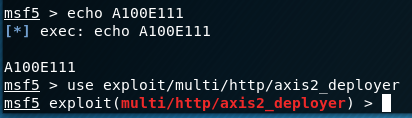 msf5 > echo A100E111
[*] exec: echo A100E111

A100E111
msf5 > use exploit/multi/http/axis2_deployer
msf5 exploit(multi/http/axis2_deployer) >